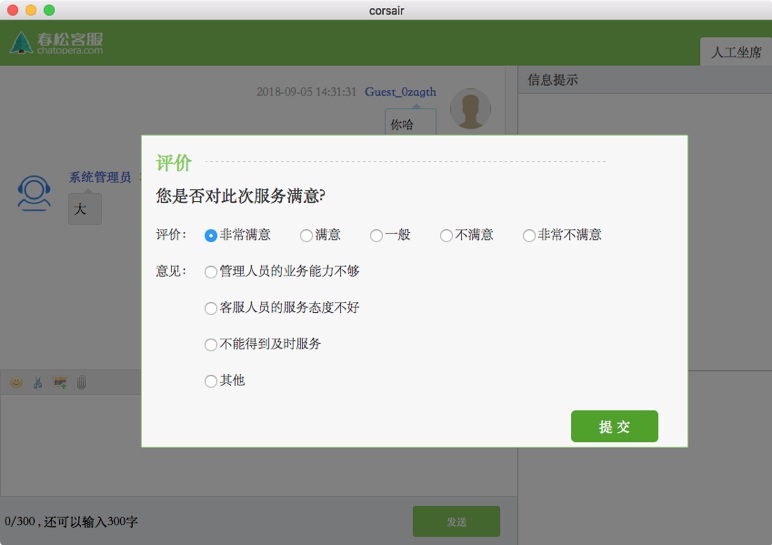 corsair
春松客服
chatopera.com
人工坐席
信息提示
2018-09-05 14:31:31 Guest_0zqgth
你哈
系统管理员
大
评价
您是否对此次服务满意?
评价： 非常满意 满意 一般 不满意 非常不满意
意见： 管理人员的业务能力不够
客服人员的服务态度不好
不能得到及时服务
其他
提 交
0/300 , 还可以输入300字
发送